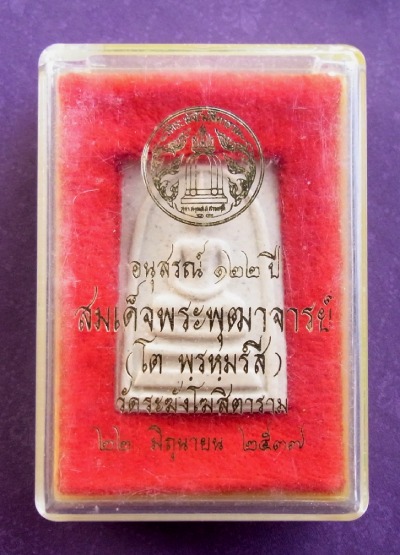 อนุสรณ์ ๑๒๒ ปี
สมเด็จพระพุฒาจารย์
(โต พฺรหฺมรํสี)
วัดระฆังโฆสิตาราม
๒๒ มิถุนายน ๒๕๓๗